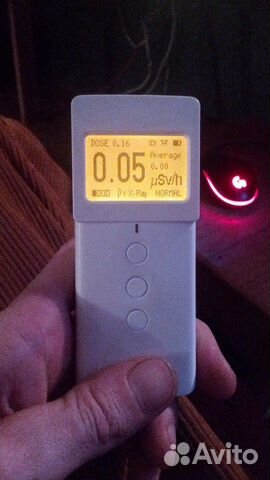 DOSE 0.16
0.05
Average
0.00
µSv/h
βγX-Ray NORMAL
Avito